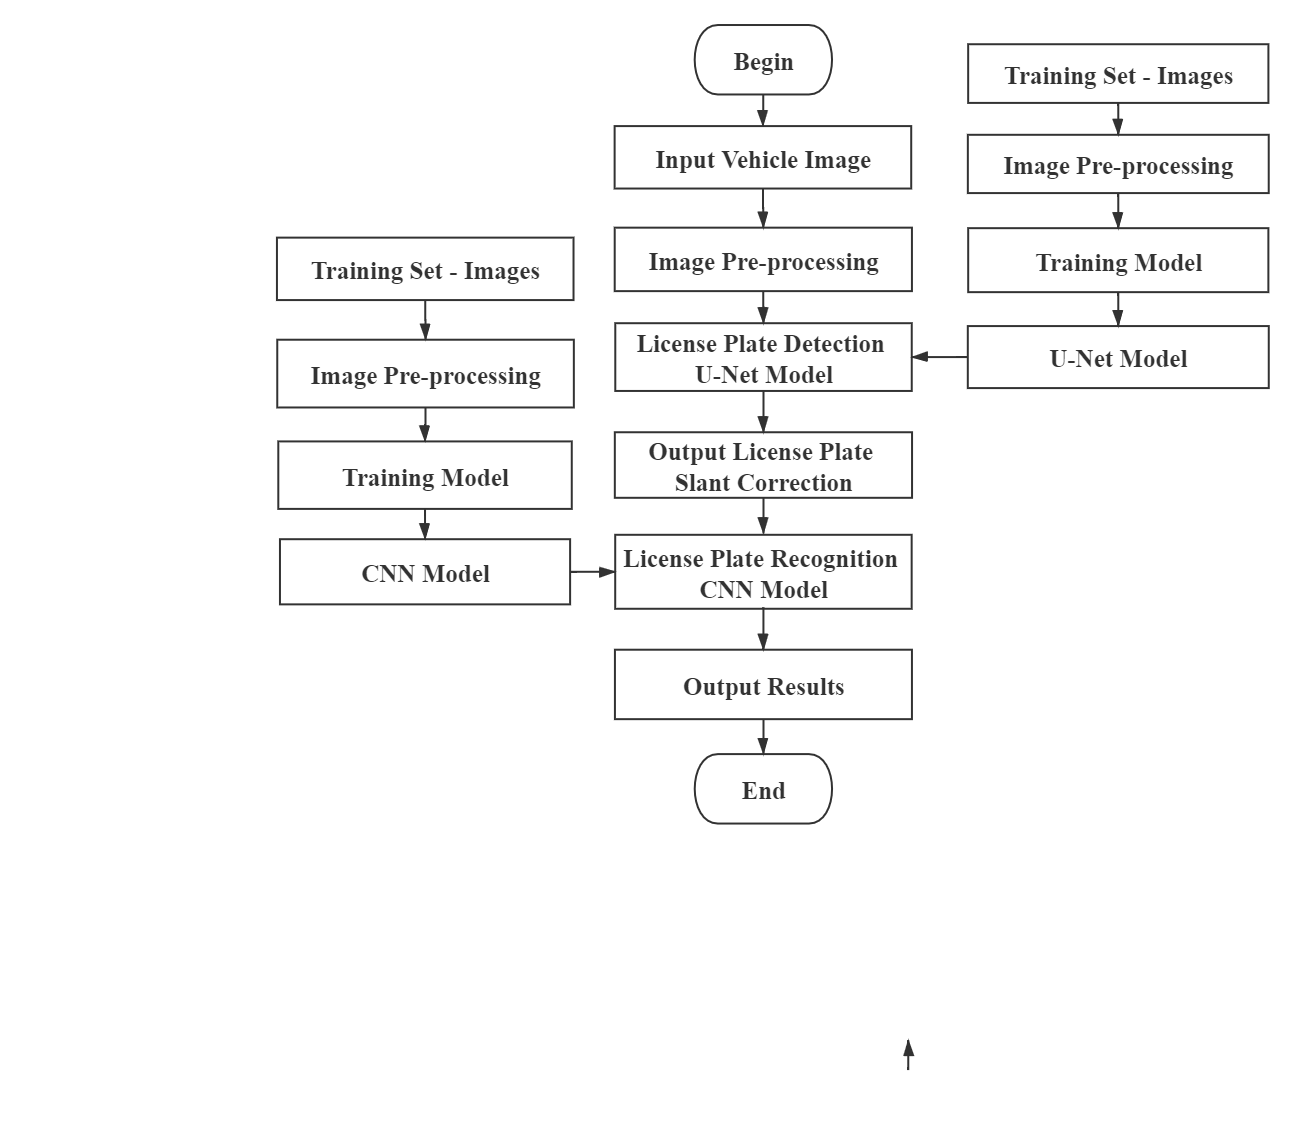 Begin
Input Vehicle Image
Image Pre-processing
License Plate Detection
U-Net Model
Output License Plate
Slant Correction
License Plate Recognition
CNN Model
Output Results
End
Training Set - Images
Image Pre-processing
Training Model
U-Net Model
Training Set - Images
Image Pre-processing
Training Model
CNN Model